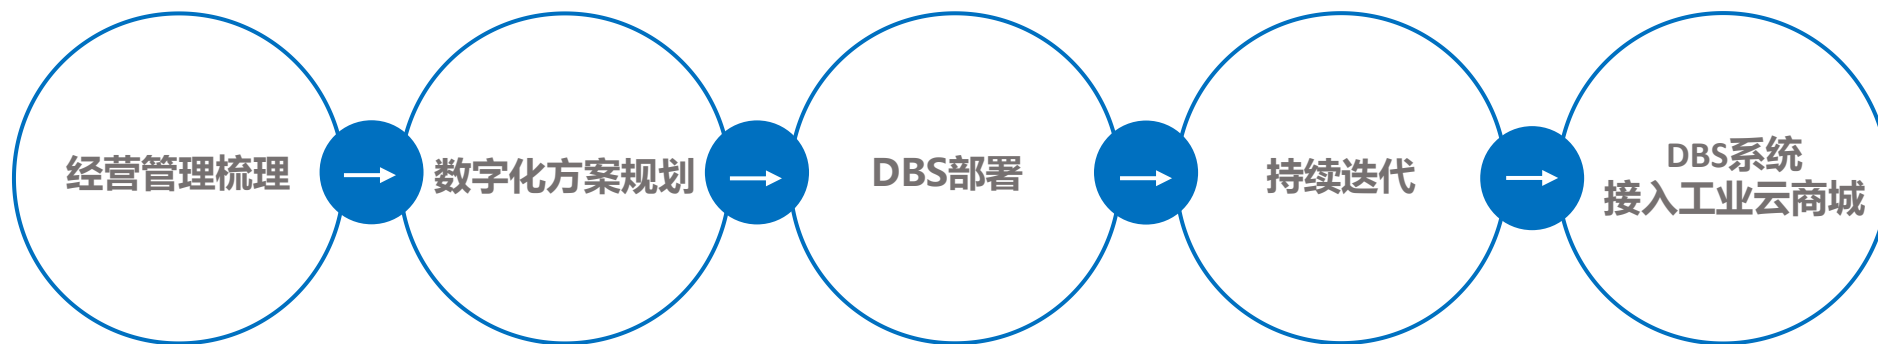 经营管理梳理
数字化方案规划
DBS部署
持续迭代
DBS系统
接入工业云商城